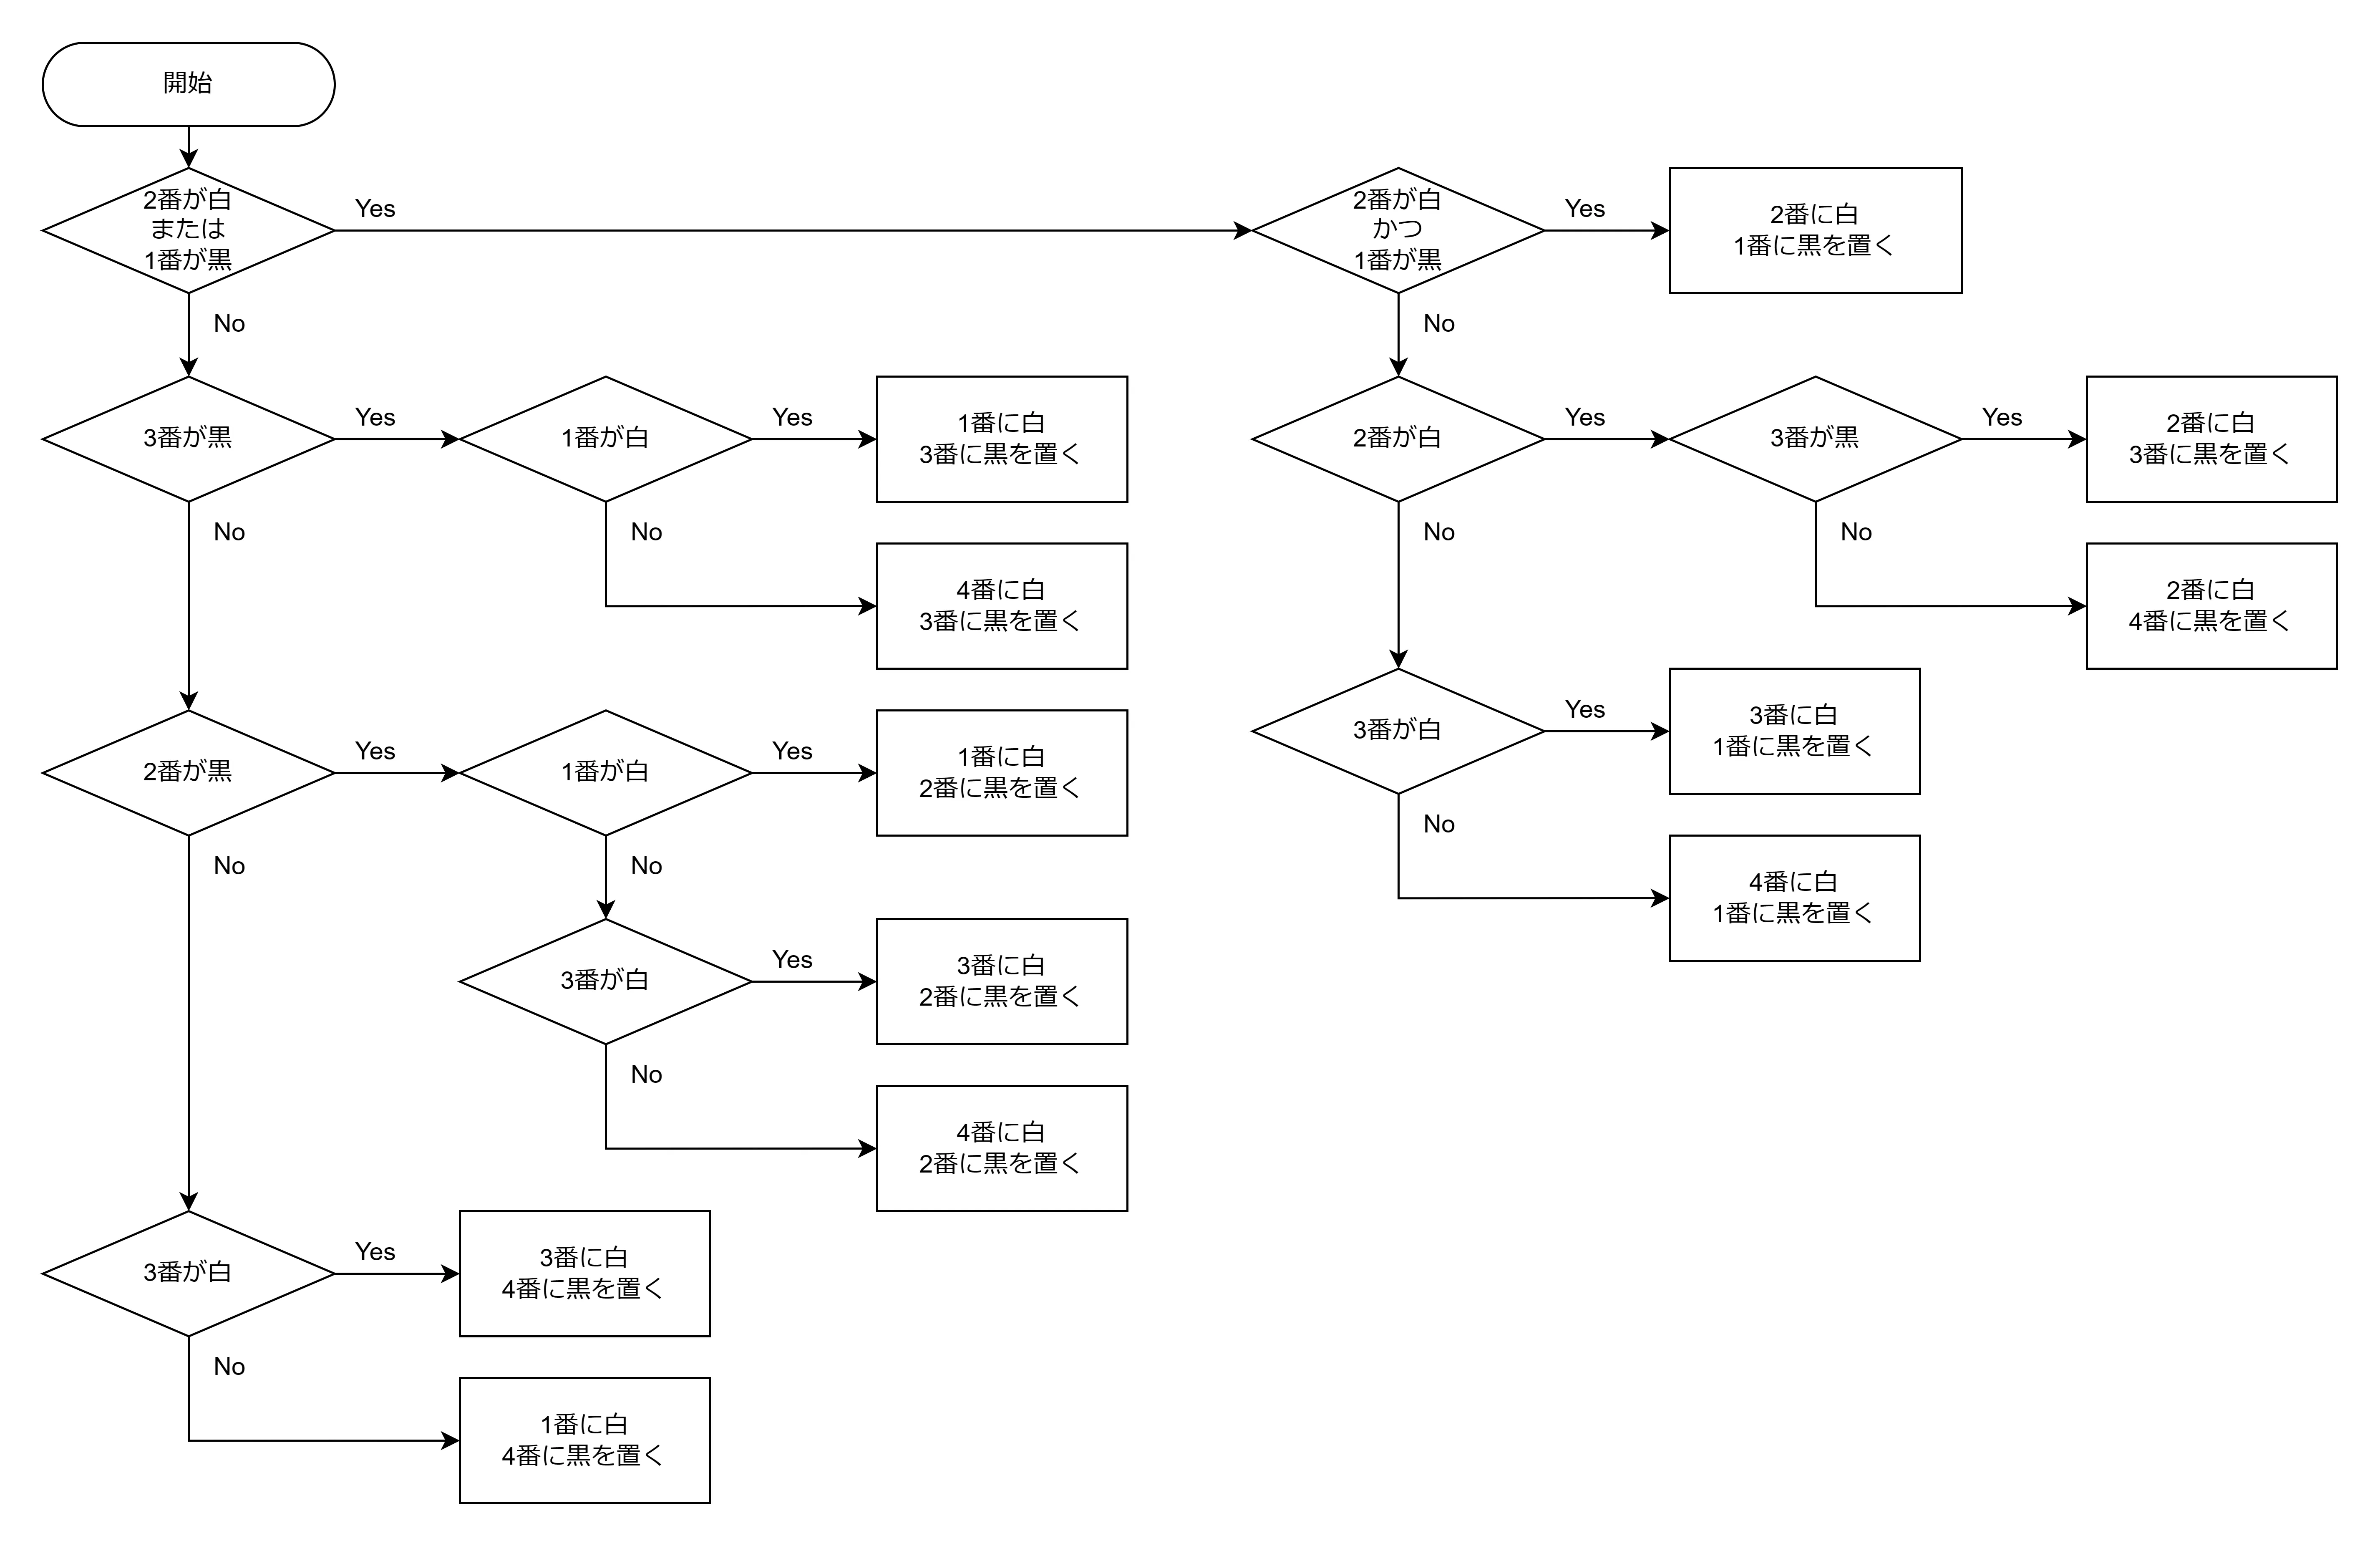 開始
2番が白
または
1番が黒
Yes
No
2番が白
かつ
1番が黒
Yes
No
2番に白
1番に黒を置く
3番が黒
Yes
No
1番が白
Yes
No
1番に白
3番に黒を置く
4番に白
3番に黒を置く
2番が白
Yes
No
3番が黒
Yes
No
2番に白
3番に黒を置く
2番に白
4番に黒を置く
2番が黒
Yes
No
1番が白
Yes
No
1番に白
2番に黒を置く
3番が白
Yes
No
3番に白
2番に黒を置く
4番に白
2番に黒を置く
3番が白
Yes
No
3番に白
1番に黒を置く
4番に白
1番に黒を置く
3番が白
Yes
No
3番に白
4番に黒を置く
1番に白
4番に黒を置く